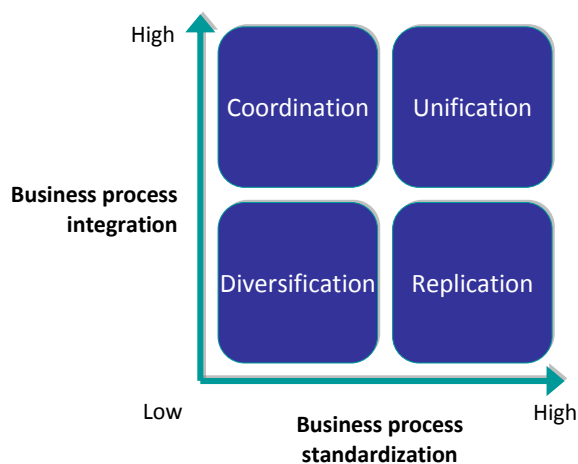 High
Coordination
Unification
Business process
integration
Diversification
Replication
Low
High
Business process
standardization